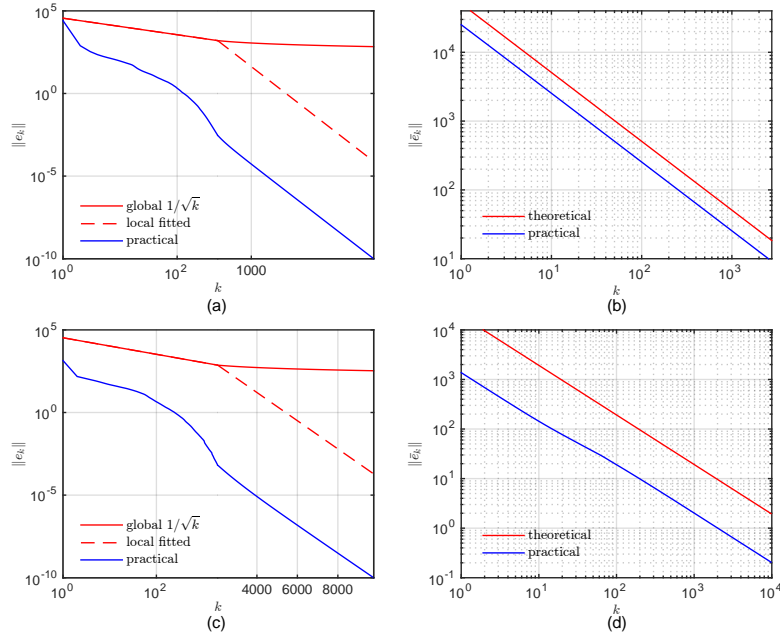 10^5
10^0
10^-5
10^-10
‖e_k‖
global 1/√k
local fitted
practical
10^0 10^2 1000
k
(a)
10^4
10^3
10^2
10^1
‖ē_k‖
theoretical
practical
10^0 10^1 10^2 10^3
k
(b)
10^5
10^0
10^-5
10^-10
‖e_k‖
global 1/√k
local fitted
practical
10^0 10^2 4000 6000 8000
k
(c)
10^4
10^3
10^2
10^1
10^0
10^-1
‖ē_k‖
theoretical
practical
10^0 10^1 10^2 10^3 10^4
k
(d)